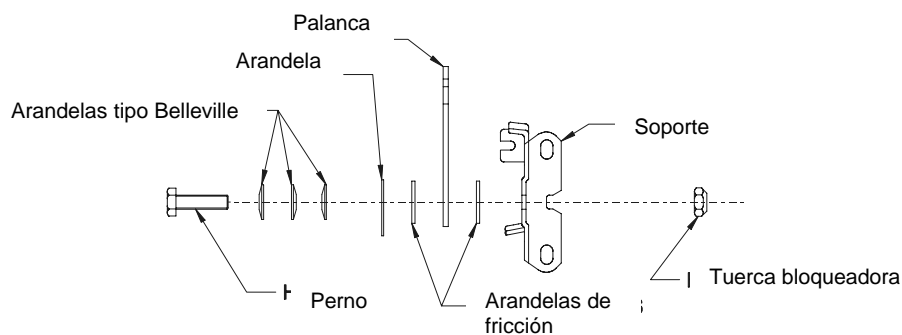 Palanca
Arandela
Arandelas tipo Belleville
Soporte
Tuerca bloqueadora
Perno
Arandelas de
fricción